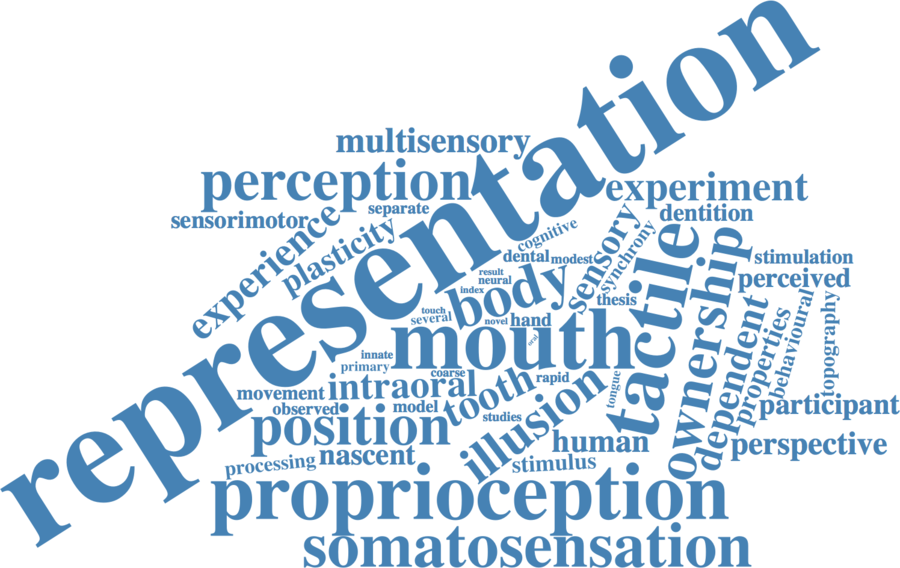 representation
multisensory
perception
experiment
separate
sensorimotor
dentition
experience
plasticity
cognitive
sensory
synchrony
tactile
ownership
dental
modest
stimulation
result
neural
body
perceived
index
thesis
touch
several
novel
hand
mouth
oral
dependent
properties
behavioural
topography
innate
primary
coarse
rapid
tongue
intraoral
tooth
movement
illusion
observed
model
participant
position
studies
human
perspective
processing
nascent
stimulus
proprioception
somatosensation